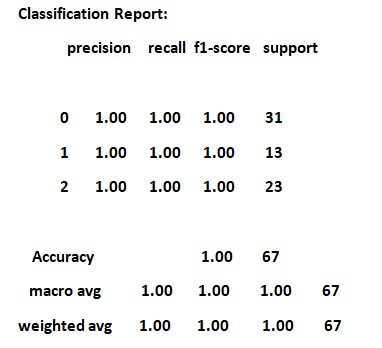 Classification Report:
precision recall f1-score support
0 1.00 1.00 1.00 31
1 1.00 1.00 1.00 13
2 1.00 1.00 1.00 23
Accuracy 1.00 67
macro avg 1.00 1.00 1.00 67
weighted avg 1.00 1.00 1.00 67